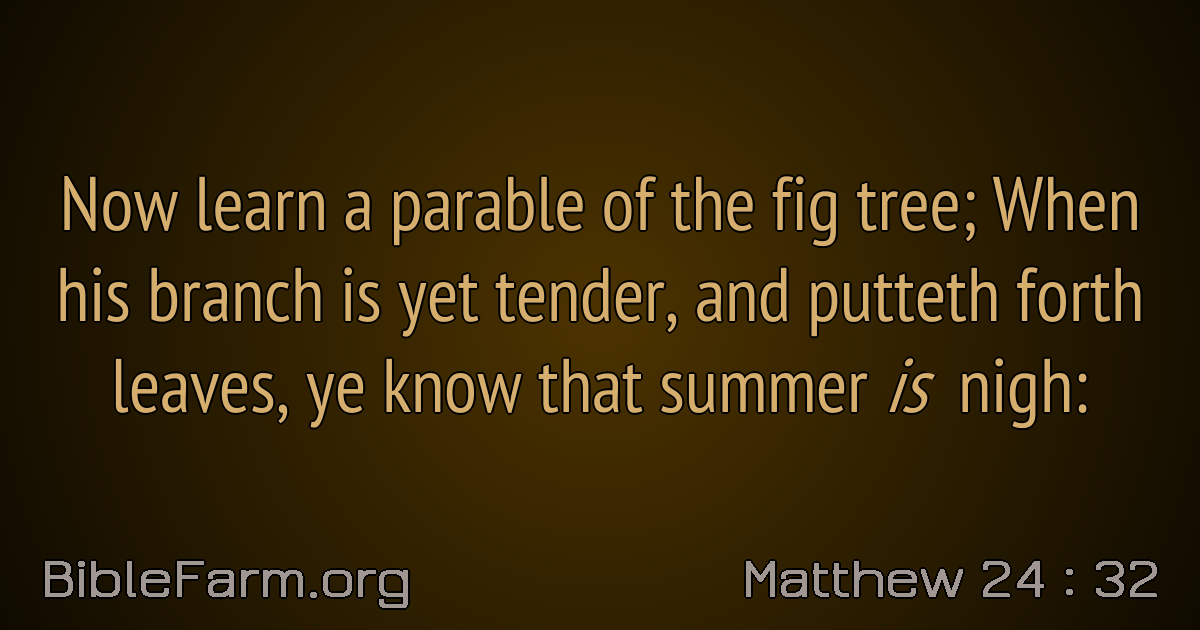 Now learn a parable of the fig tree; When
his branch is yet tender, and putteth forth
leaves, ye know that summer is nigh:
BibleFarm.org
Matthew 24 : 32